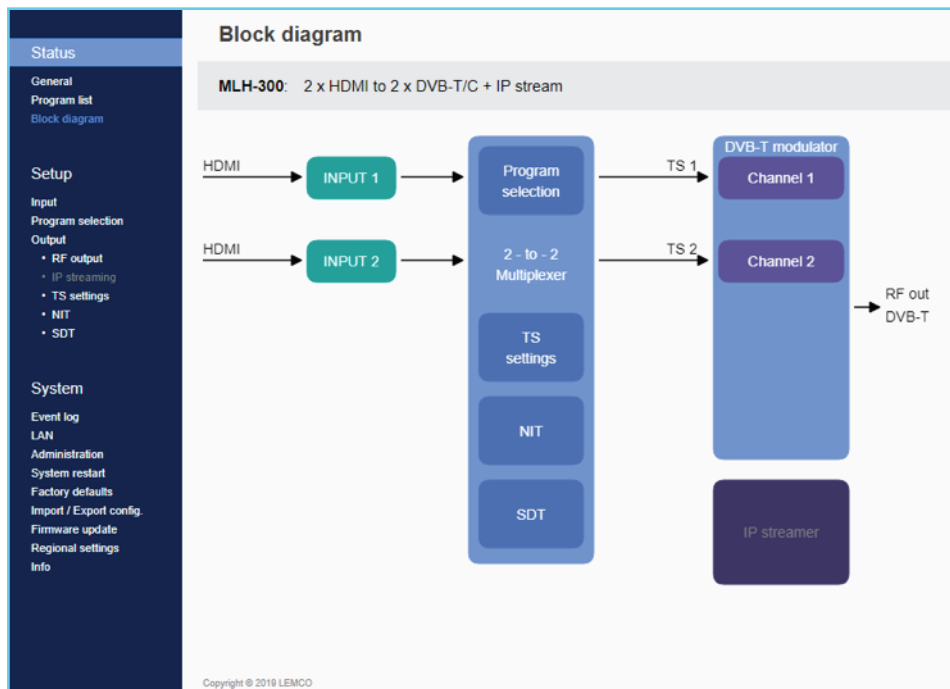 Status
General
Program list
Block diagram
Setup
Input
Program selection
Output
• RF output
• IP streaming
• TS settings
• NIT
• SDT
System
Event log
LAN
Administration
System restart
Factory defaults
Import / Export config.
Firmware update
Regional settings
Info
Block diagram
MLH-300: 2 x HDMI to 2 x DVB-T/C + IP stream
HDMI
INPUT 1
HDMI
INPUT 2
Program
selection
2 - to - 2
Multiplexer
TS
settings
NIT
SDT
TS 1
TS 2
DVB-T modulator
Channel 1
Channel 2
RF out
DVB-T
IP streamer
Copyright © 2019 LEMCO